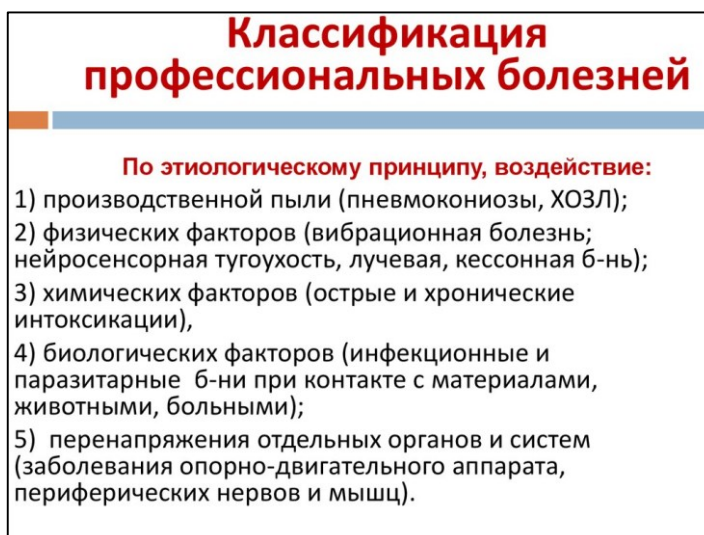 Классификация
профессиональных болезней
По этиологическому принципу, воздействие:
1) производственной пыли (пневмокониозы, ХОЗЛ);
2) физических факторов (вибрационная болезнь;
нейросенсорная тугоухость, лучевая, кессонная б-нь);
3) химических факторов (острые и хронические
интоксикации),
4) биологических факторов (инфекционные и
паразитарные  б-ни при контакте с материалами,
животными, больными);
5)  перенапряжения отдельных органов и систем
(заболевания опорно-двигательного аппарата,
периферических нервов и мышц).